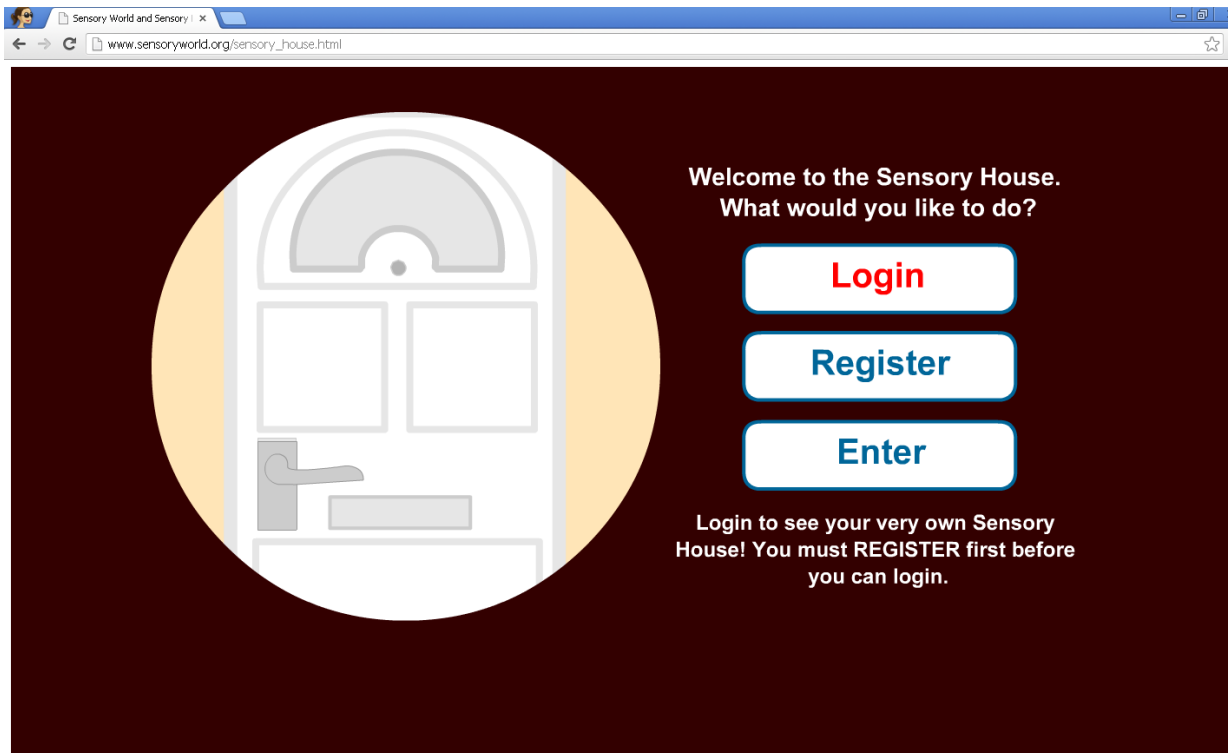 Sensory World and Sensory
www.sensoryworld.org/sensory_house.html
Welcome to the Sensory House.
What would you like to do?
Login
Register
Enter
Login to see your very own Sensory
House! You must REGISTER first before
you can login.